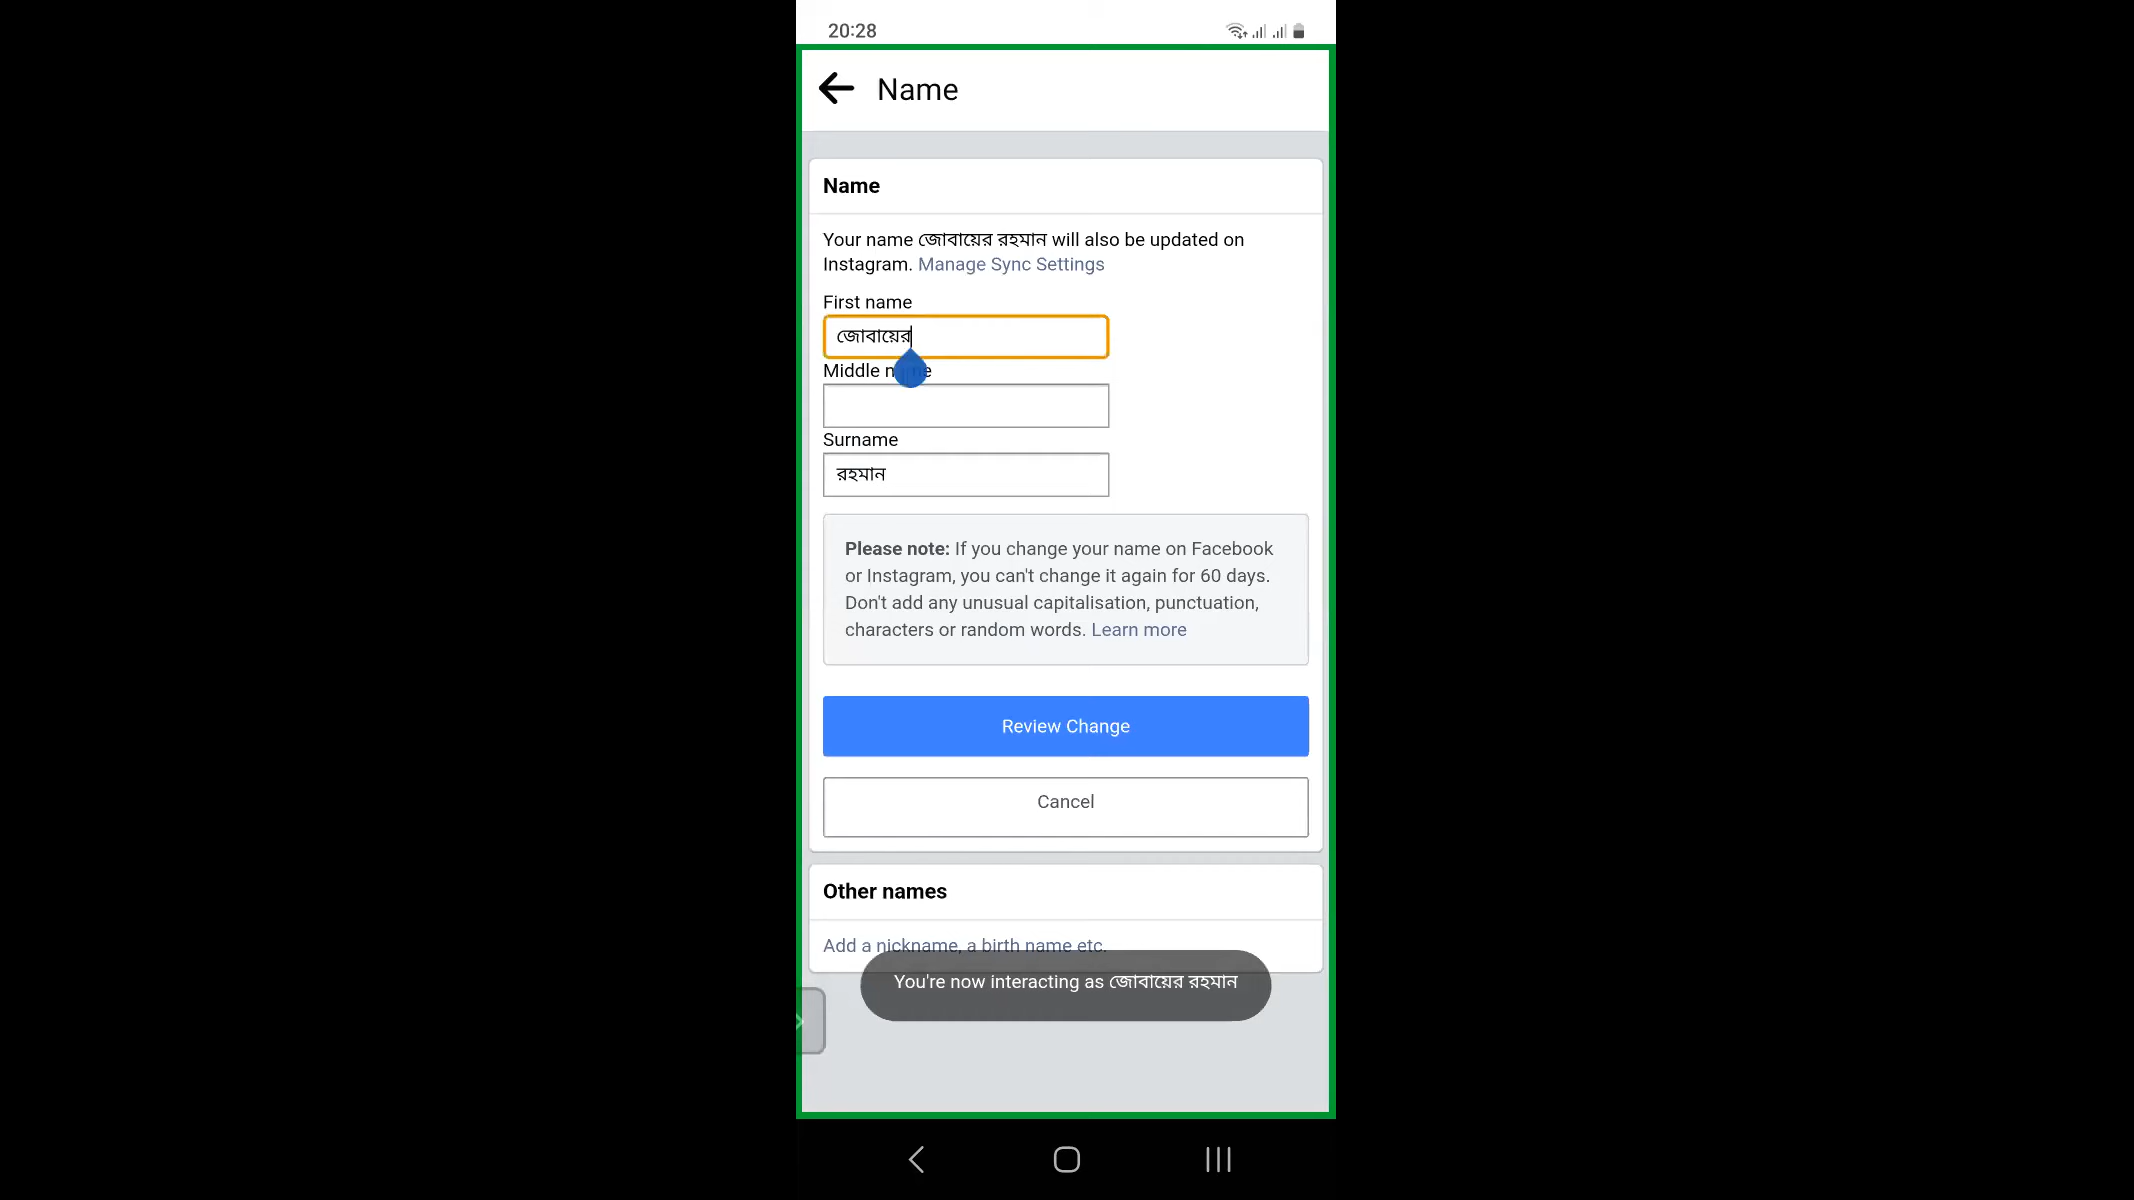 20:28
Name
Name
Your name জোবায়ের রহমান will also be updated on
Instagram. Manage Sync Settings
First name
জোবায়ের
Middle name
Surname
রহমান
Please note: If you change your name on Facebook
or Instagram, you can't change it again for 60 days.
Don't add any unusual capitalisation, punctuation,
characters or random words. Learn more
Review Change
Cancel
Other names
Add a nickname, a birth name etc.
You're now interacting as জোবায়ের রহমান